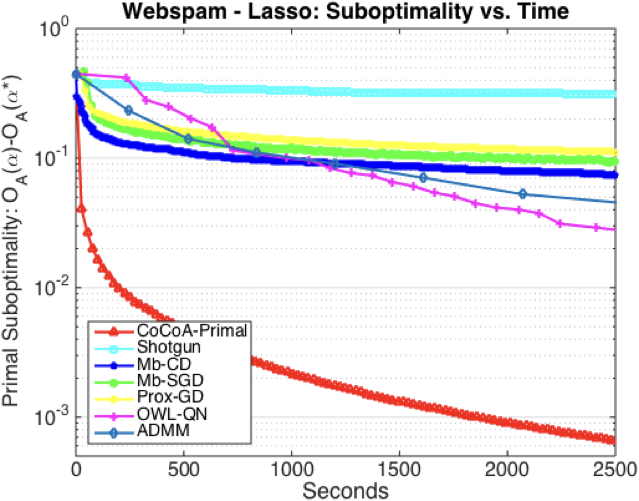 Webspam - Lasso: Suboptimality vs. Time
Primal Suboptimality: O_A(α)-O_A(α*)
10^0
10^-1
10^-2
10^-3
CoCoA-Primal
Shotgun
Mb-CD
Mb-SGD
Prox-GD
OWL-QN
ADMM
0 500 1000 1500 2000 2500
Seconds